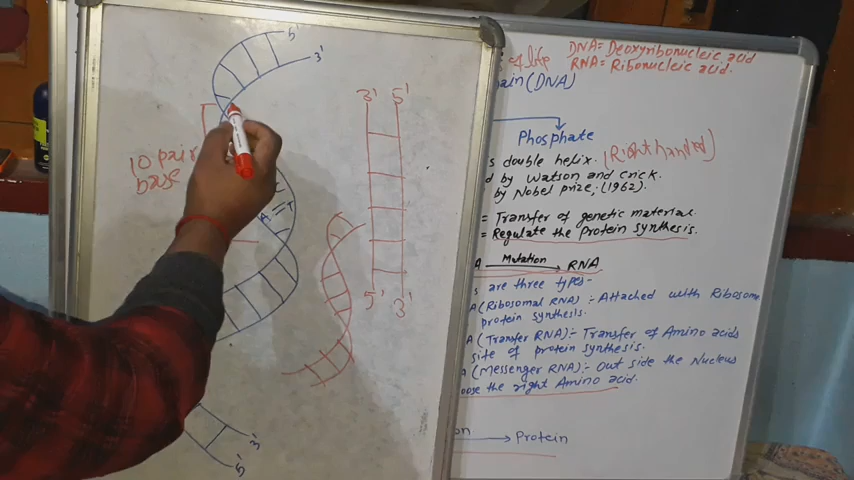 5'
3'
10 pair
base
A = T
3' 5'
5' 3'
3'
5'
of life DNA = Deoxyribonucleic acid
RNA = Ribonucleic acid.
(DNA)
Phosphate
s double helix. (Right handed)
d by Watson and Crick.
by Nobel prize, (1962).
= Transfer of genetic material.
= Regulate the protein synthesis.
A Mutation → RNA
s are three types-
A (Ribosomal RNA) :- Attached with Ribosome
protein synthesis.
A (Transfer RNA) :- Transfer of Amino acids
site of protein synthesis.
A (Messenger RNA) :- Out side the Nucleus
oose the right Amino acid.
on → Protein